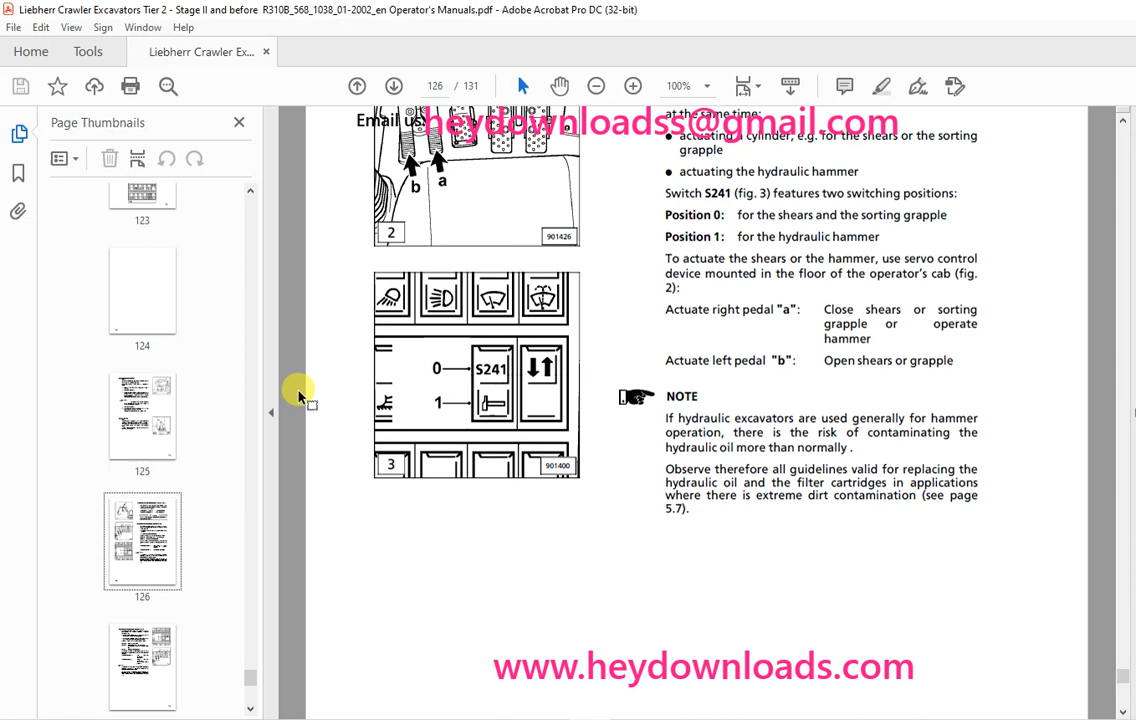 Liebherr Crawler Excavators Tier 2 - Stage II and before  R310B_568_1038_01-2002_en Operator's Manuals.pdf - Adobe Acrobat Pro DC (32-bit)
File Edit View Sign Window Help
Home Tools Liebherr Crawler Ex... ×
126 / 131 100%
Page Thumbnails
123
124
125
126
Email us: heydownloadss@gmail.com
b a
2
901426
0 S241
1
3
901400
at the same time:
● actuating a cylinder, e.g. for the shears or the sorting
grapple
● actuating the hydraulic hammer
Switch S241 (fig. 3) features two switching positions:
Position 0: for the shears and the sorting grapple
Position 1: for the hydraulic hammer
To actuate the shears or the hammer, use servo control
device mounted in the floor of the operator's cab (fig.
2):
Actuate right pedal "a": Close shears or sorting
grapple or operate
hammer
Actuate left pedal "b": Open shears or grapple
NOTE
If hydraulic excavators are used generally for hammer
operation, there is the risk of contaminating the
hydraulic oil more than normally .
Observe therefore all guidelines valid for replacing the
hydraulic oil and the filter cartridges in applications
where there is extreme dirt contamination (see page
5.7).
www.heydownloads.com